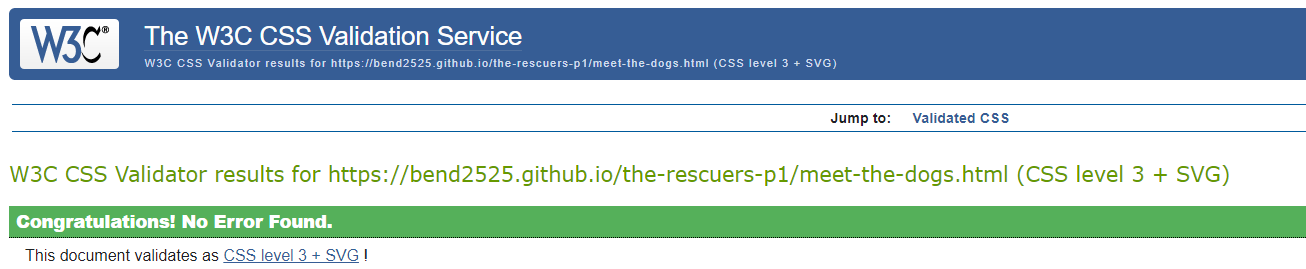 W3C®
The W3C CSS Validation Service
W3C CSS Validator results for https://bend2525.github.io/the-rescuers-p1/meet-the-dogs.html (CSS level 3 + SVG)
Jump to: Validated CSS
W3C CSS Validator results for https://bend2525.github.io/the-rescuers-p1/meet-the-dogs.html (CSS level 3 + SVG)
Congratulations! No Error Found.
This document validates as CSS level 3 + SVG !